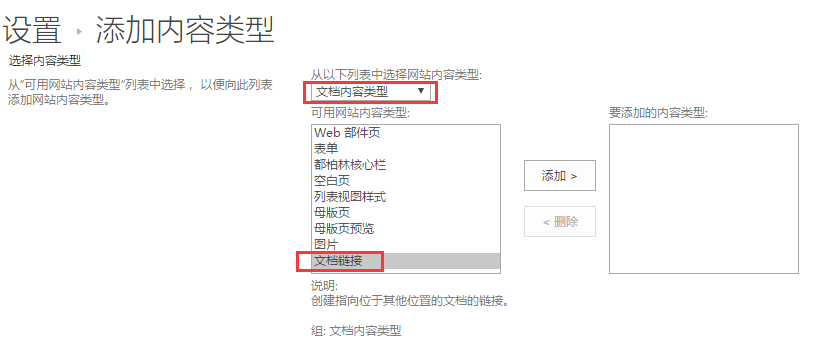 设置 ▸ 添加内容类型
选择内容类型
从“可用网站内容类型”列表中选择，以便向此列表
添加网站内容类型。
从以下列表中选择网站内容类型:
文档内容类型
可用网站内容类型:
Web 部件页
表单
都柏林核心栏
空白页
列表视图样式
母版页
母版页预览
图片
文档链接
添加 >
< 删除
要添加的内容类型:
说明:
创建指向位于其他位置的文档的链接。
组: 文档内容类型